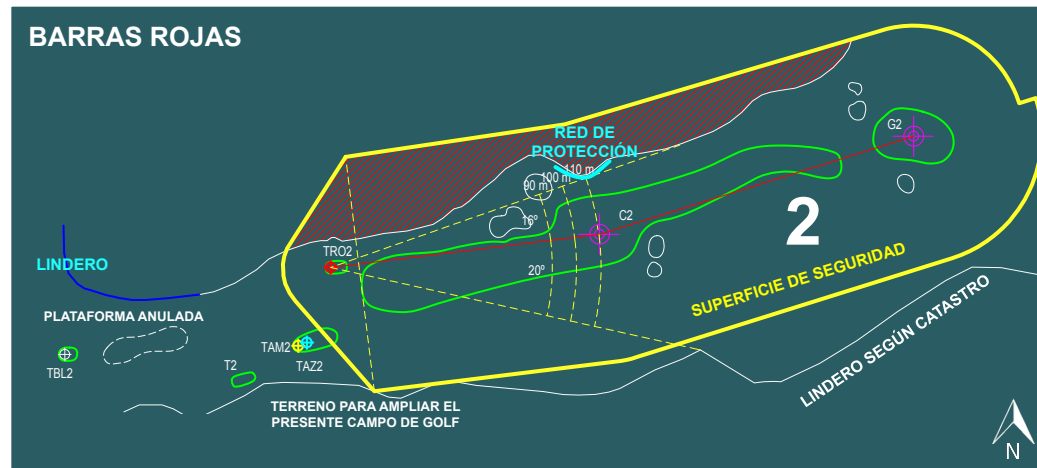 BARRAS ROJAS
RED DE
PROTECCIÓN
G2
110 m
100 m
90 m
16º
C2
2
TRO2
20º
LINDERO
SUPERFICIE DE SEGURIDAD
PLATAFORMA ANULADA
LINDERO SEGÚN CATASTRO
TAM2
TAZ2
T2
TBL2
TERRENO PARA AMPLIAR EL
PRESENTE CAMPO DE GOLF
N